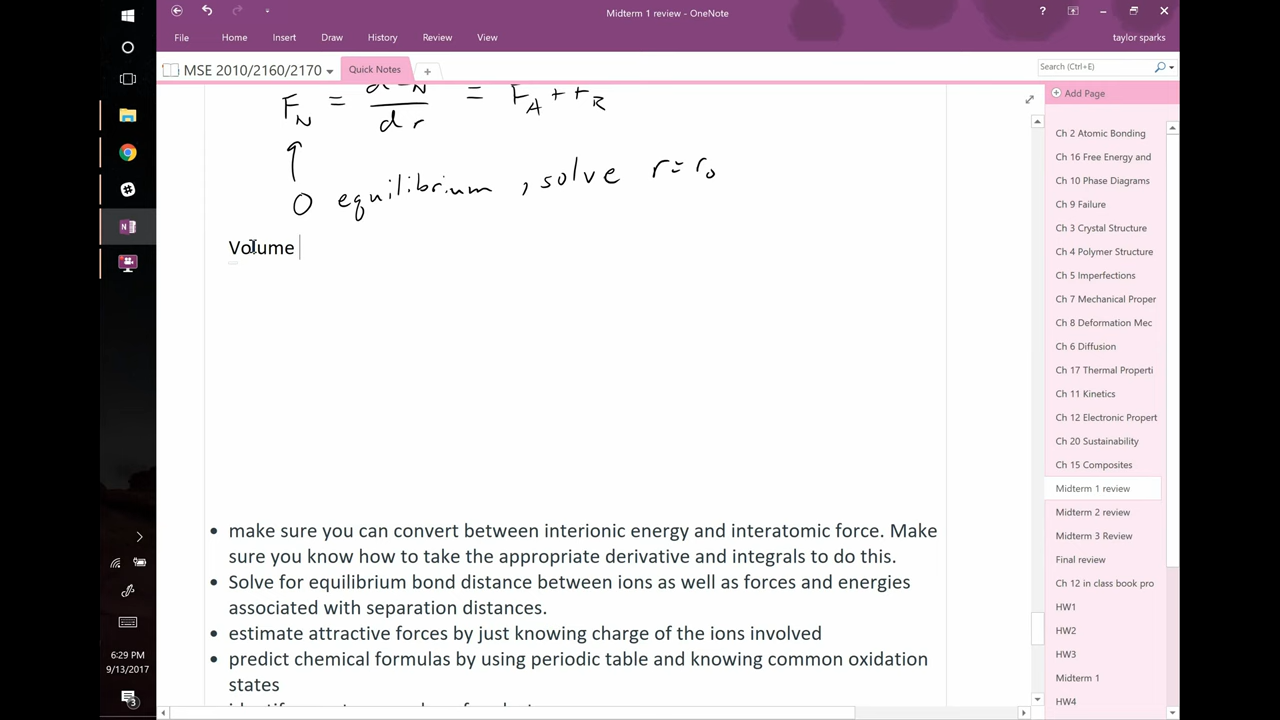 Midterm 1 review - OneNote
?
File Home Insert Draw History Review View
taylor sparks
MSE 2010/2160/2170
Quick Notes
+
Search (Ctrl+E)
Add Page
Ch 2 Atomic Bonding
Ch 16 Free Energy and
Ch 10 Phase Diagrams
Ch 9 Failure
Ch 3 Crystal Structure
Ch 4 Polymer Structure
Ch 5 Imperfections
Ch 7 Mechanical Proper
Ch 8 Deformation Mec
Ch 6 Diffusion
Ch 17 Thermal Properti
Ch 11 Kinetics
Ch 12 Electronic Propert
Ch 20 Sustainability
Ch 15 Composites
Midterm 1 review
Midterm 2 review
Midterm 3 Review
Final review
Ch 12 in class book pro
HW1
HW2
HW3
Midterm 1
HW4
F_N = / dr = F_A + F_R
0 equilibrium , solve r = r_0
Volume
• make sure you can convert between interionic energy and interatomic force. Make
sure you know how to take the appropriate derivative and integrals to do this.
• Solve for equilibrium bond distance between ions as well as forces and energies
associated with separation distances.
• estimate attractive forces by just knowing charge of the ions involved
• predict chemical formulas by using periodic table and knowing common oxidation
states
6:29 PM
9/13/2017
3